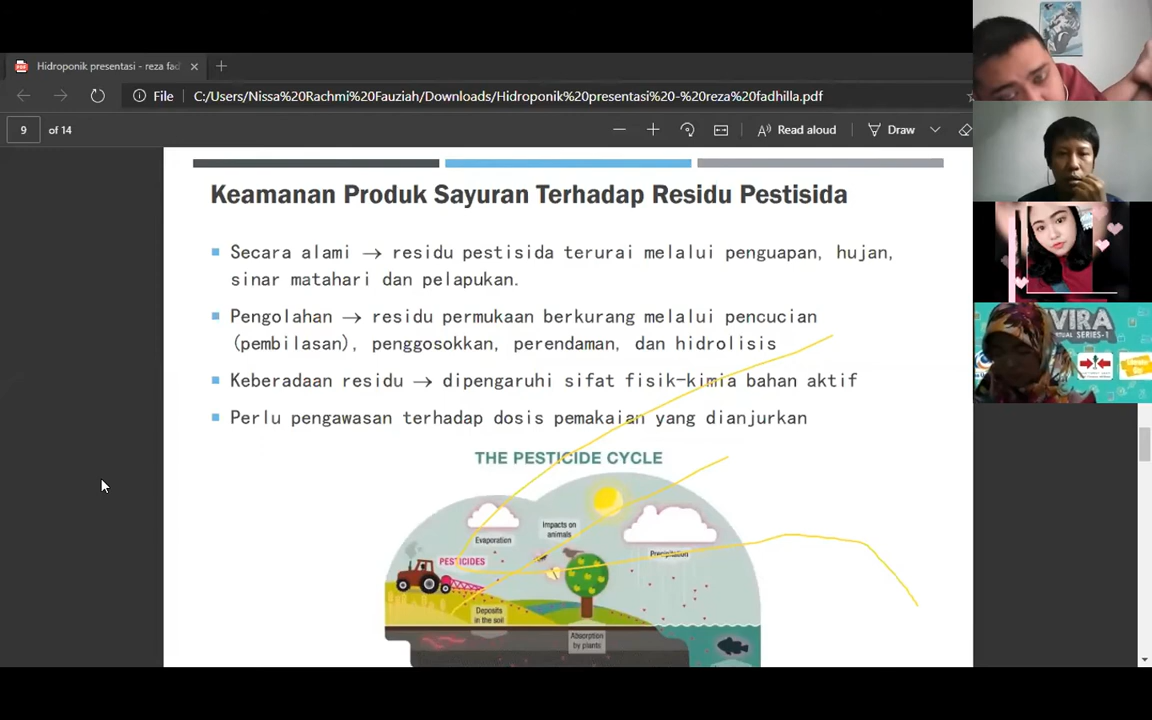 Hidroponik presentasi - reza fad
File
C:/Users/Nissa%20Rachmi%20Fauziah/Downloads/Hidroponik%20presentasi%20-%20reza%20fadhilla.pdf
9 of 14
Read aloud
Draw
Keamanan Produk Sayuran Terhadap Residu Pestisida
Secara alami → residu pestisida terurai melalui penguapan, hujan,
sinar matahari dan pelapukan.
Pengolahan → residu permukaan berkurang melalui pencucian
(pembilasan), penggosokkan, perendaman, dan hidrolisis
Keberadaan residu → dipengaruhi sifat fisik-kimia bahan aktif
Perlu pengawasan terhadap dosis pemakaian yang dianjurkan
THE PESTICIDE CYCLE
Impacts on
animals
Evaporation
Precipitation
PESTICIDES
Deposits
in the soil
Absorption
by plants
VIRA
VIRTUAL SERIES-1